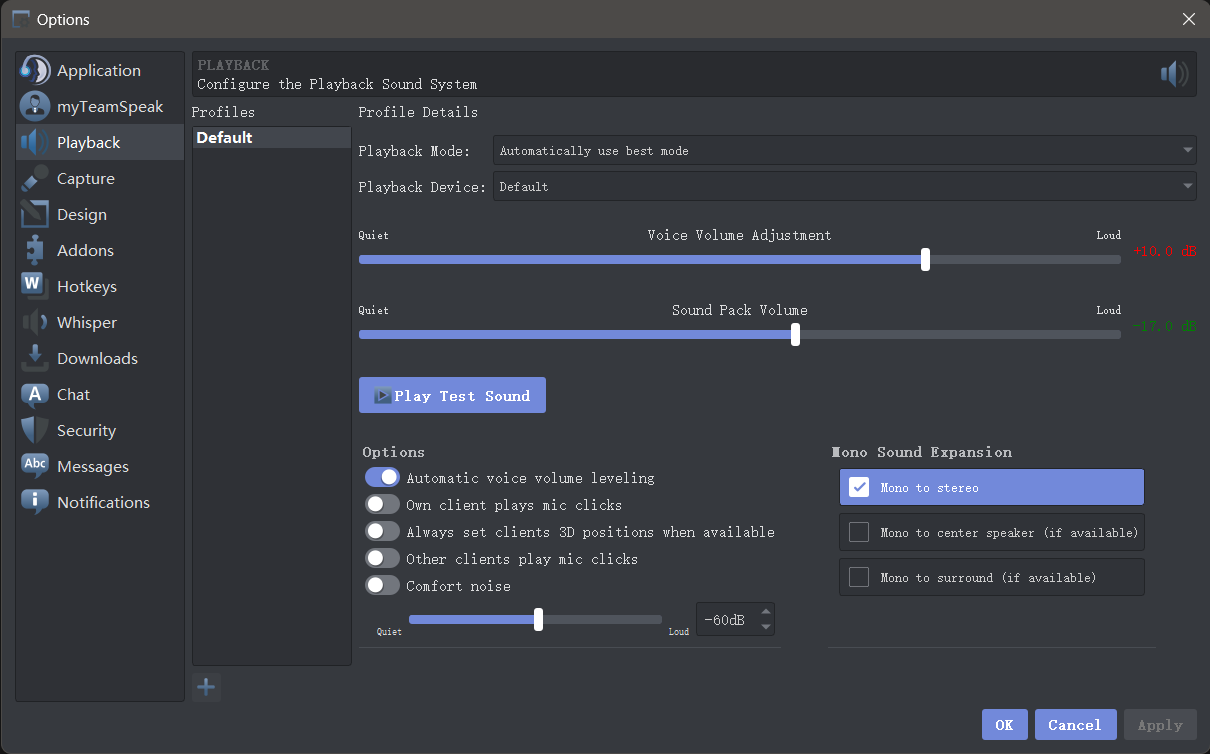 Options
Application
myTeamSpeak
Playback
Capture
Design
Addons
W
Hotkeys
Whisper
Downloads
A
Chat
Security
Abc
Messages
i
Notifications
PLAYBACK
Configure the Playback Sound System
Profiles
Default
Profile Details
Playback Mode: Automatically use best mode
Playback Device: Default
Quiet Voice Volume Adjustment Loud
+10.0 dB
Quiet Sound Pack Volume Loud
-17.0 dB
Play Test Sound
Options
Automatic voice volume leveling
Own client plays mic clicks
Always set clients 3D positions when available
Other clients play mic clicks
Comfort noise
Quiet Loud -60dB
Mono Sound Expansion
Mono to stereo
Mono to center speaker (if available)
Mono to surround (if available)
OK Cancel Apply